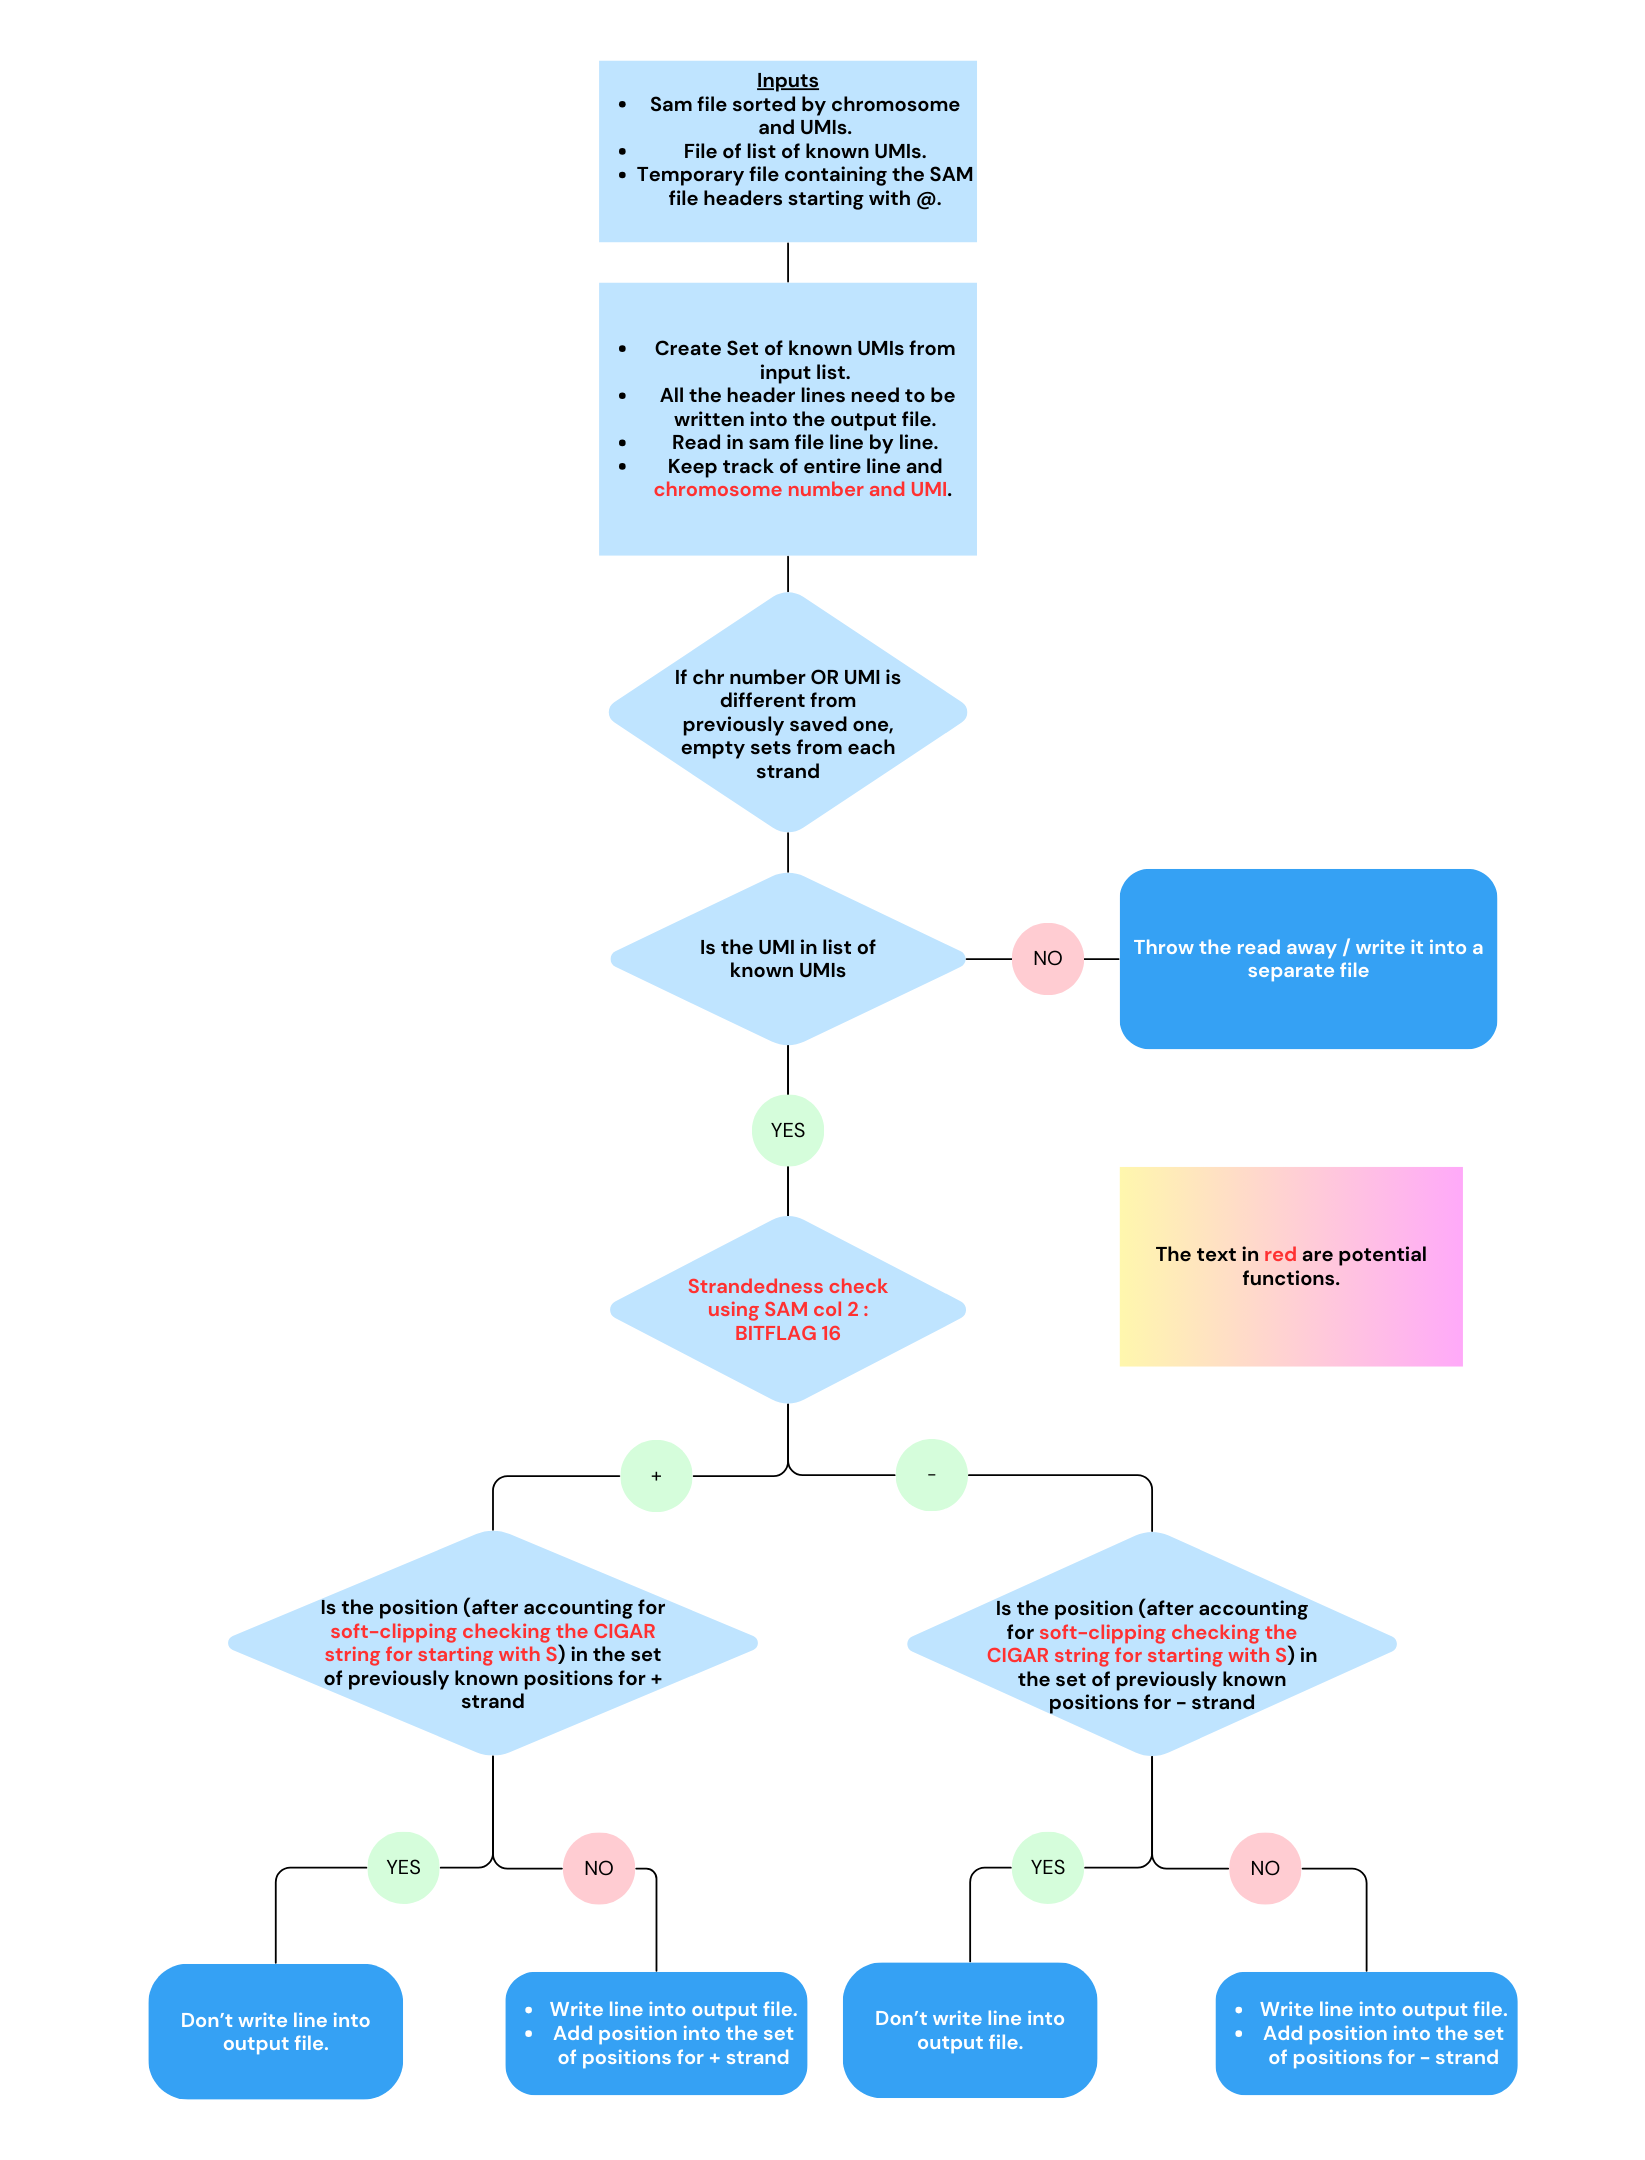 Inputs
• Sam file sorted by chromosome
and UMIs.
• File of list of known UMIs.
• Temporary file containing the SAM
file headers starting with @.
• Create Set of known UMIs from
input list.
• All the header lines need to be
written into the output file.
• Read in sam file line by line.
• Keep track of entire line and
chromosome number and UMI.
If chr number OR UMI is
different from
previously saved one,
empty sets from each
strand
Is the UMI in list of
known UMIs
NO
Throw the read away / write it into a
separate file
YES
The text in red are potential
functions.
Strandedness check
using SAM col 2 :
BITFLAG 16
+
-
Is the position (after accounting for
soft-clipping checking the CIGAR
string for starting with S) in the set
of previously known positions for +
strand
Is the position (after accounting
for soft-clipping checking the
CIGAR string for starting with S) in
the set of previously known
positions for - strand
YES
NO
YES
NO
Don’t write line into
output file.
• Write line into output file.
• Add position into the set
of positions for + strand
Don’t write line into
output file.
• Write line into output file.
• Add position into the set
of positions for - strand